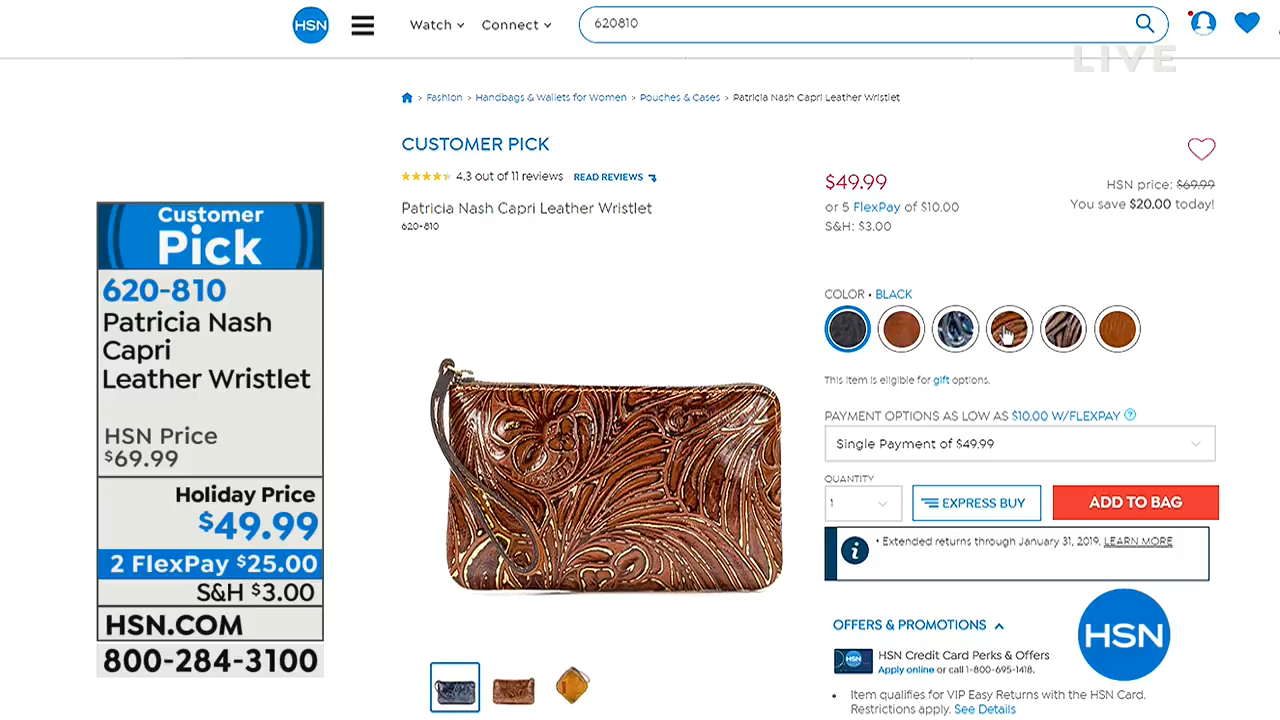 HSN
Watch
Connect
620810
LIVE
> Fashion > Handbags & Wallets for Women > Pouches & Cases > Patricia Nash Capri Leather Wristlet
CUSTOMER PICK
4.3 out of 11 reviews READ REVIEWS
Patricia Nash Capri Leather Wristlet
620-810
$49.99
or 5 FlexPay of $10.00
S&H: $3.00
HSN price: $69.99
You save $20.00 today!
COLOR • BLACK
This item is eligible for gift options.
PAYMENT OPTIONS AS LOW AS $10.00 W/FLEXPAY ?
Single Payment of $49.99
QUANTITY
1
EXPRESS BUY
ADD TO BAG
i
• Extended returns through January 31, 2019. LEARN MORE
OFFERS & PROMOTIONS
HSN
HSN Credit Card Perks & Offers
Apply online or call 1-800-695-1418.
• Item qualifies for VIP Easy Returns with the HSN Card.
Restrictions apply. See Details
HSN
Customer
Pick
620-810
Patricia Nash
Capri
Leather Wristlet
HSN Price
$69.99
Holiday Price
$49.99
2 FlexPay $25.00
S&H $3.00
HSN.COM
800-284-3100